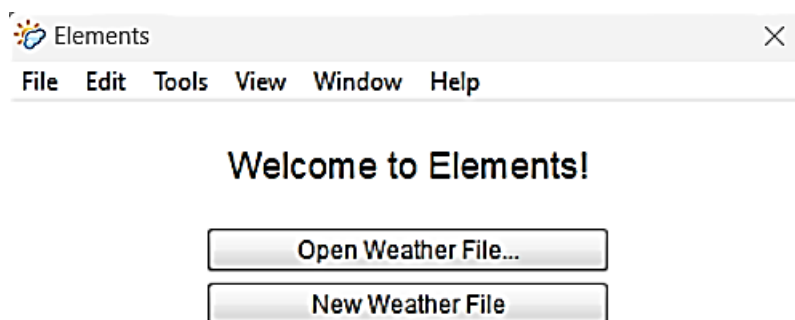 Elements
File Edit Tools View Window Help
Welcome to Elements!
Open Weather File...
New Weather File